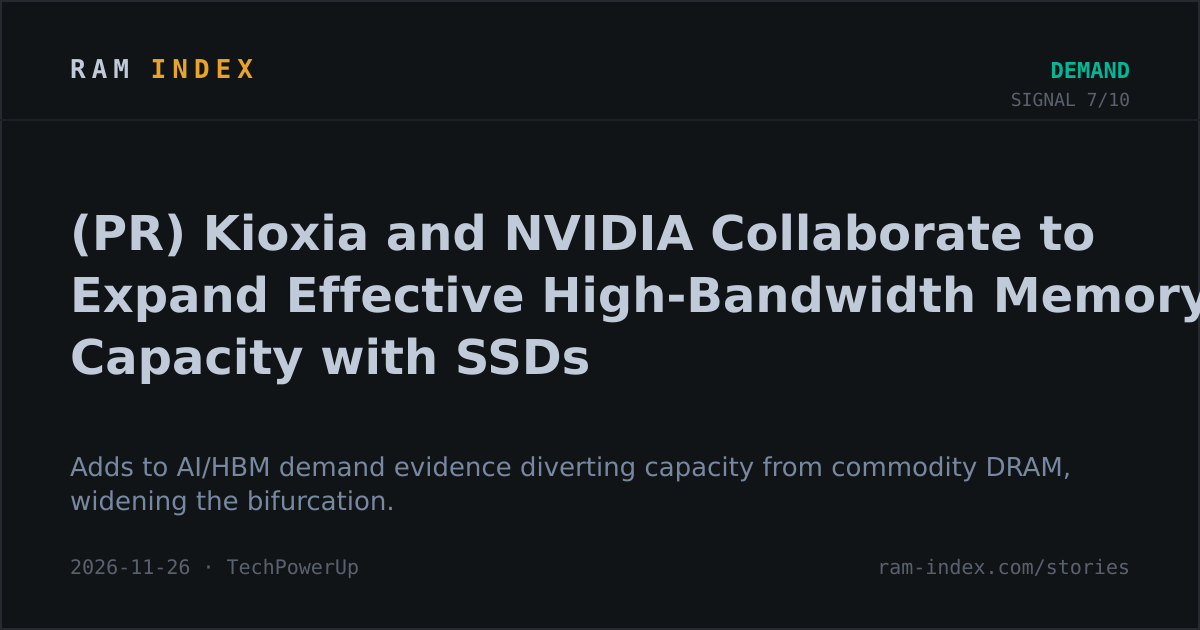 RAM INDEX
DEMAND
SIGNAL 7/10
(PR) Kioxia and NVIDIA Collaborate to
Expand Effective High-Bandwidth Memory
Capacity with SSDs
Adds to AI/HBM demand evidence diverting capacity from commodity DRAM,
widening the bifurcation.
2026-11-26 · TechPowerUp
ram-index.com/stories